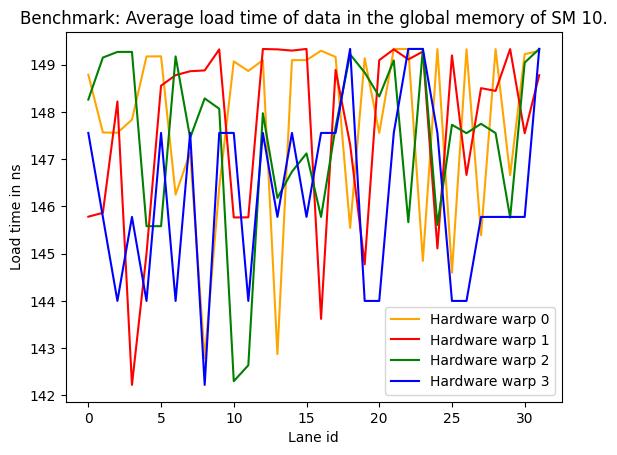 Benchmark: Average load time of data in the global memory of SM 10.
Load time in ns
149
148
147
146
145
144
143
142
Hardware warp 0
Hardware warp 1
Hardware warp 2
Hardware warp 3
0 5 10 15 20 25 30
Lane id